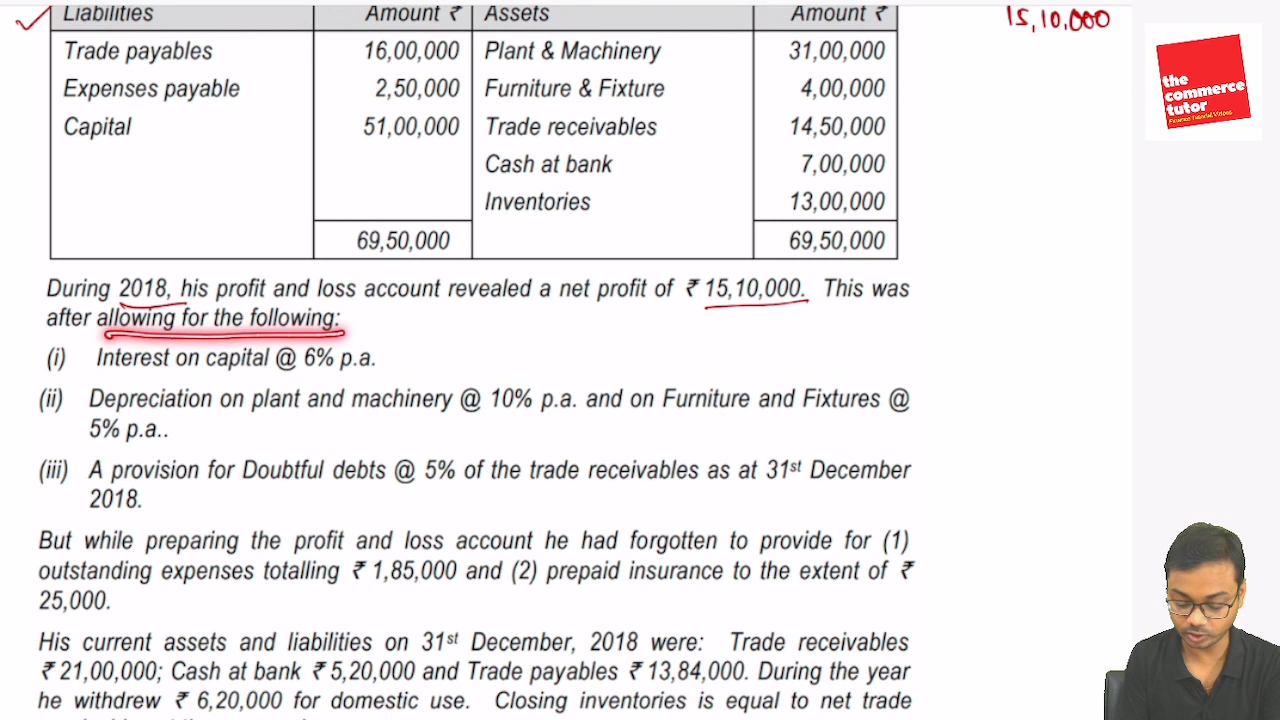 Liabilities Amount ₹ Assets Amount ₹ 15,10,000
Trade payables 16,00,000 Plant & Machinery 31,00,000
Expenses payable 2,50,000 Furniture & Fixture 4,00,000
Capital 51,00,000 Trade receivables 14,50,000
Cash at bank 7,00,000
Inventories 13,00,000
69,50,000 69,50,000
the
commerce
tutor
During 2018, his profit and loss account revealed a net profit of ₹ 15,10,000. This was
after allowing for the following:
(i) Interest on capital @ 6% p.a.
(ii) Depreciation on plant and machinery @ 10% p.a. and on Furniture and Fixtures @
5% p.a..
(iii) A provision for Doubtful debts @ 5% of the trade receivables as at 31st December
2018.
But while preparing the profit and loss account he had forgotten to provide for (1)
outstanding expenses totalling ₹ 1,85,000 and (2) prepaid insurance to the extent of ₹
25,000.
His current assets and liabilities on 31st December, 2018 were: Trade receivables
₹ 21,00,000; Cash at bank ₹ 5,20,000 and Trade payables ₹ 13,84,000. During the year
he withdrew ₹ 6,20,000 for domestic use. Closing inventories is equal to net trade